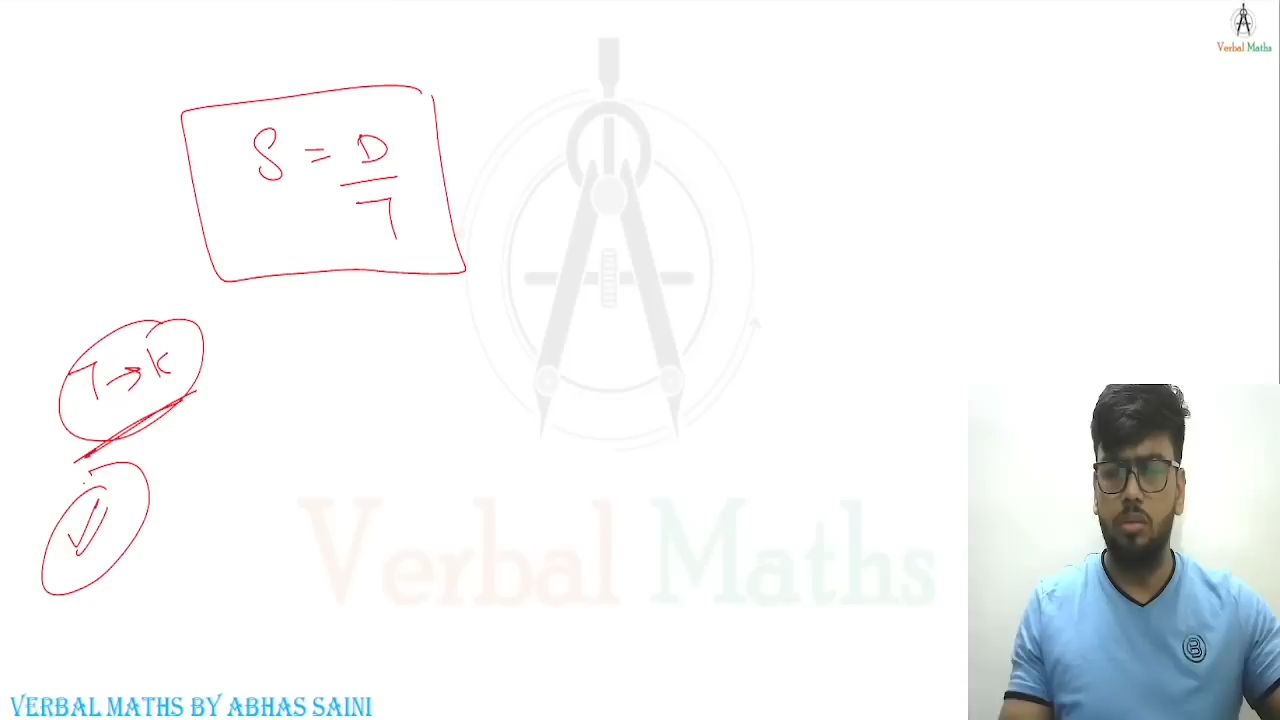 Verbal Maths
S = D
T
T → K
Verbal Maths
VERBAL MATHS BY ABHAS SAINI